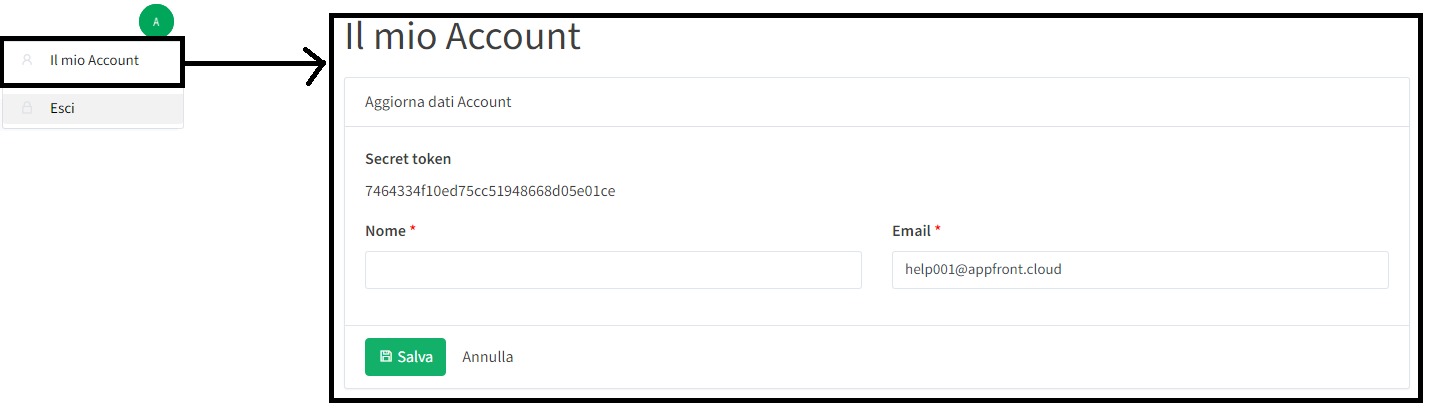 A
Il mio Account
Esci
Il mio Account
Aggiorna dati Account
Secret token
7464334f10ed75cc51948668d05e01ce
Nome * Email *
help001@appfront.cloud
Salva Annulla